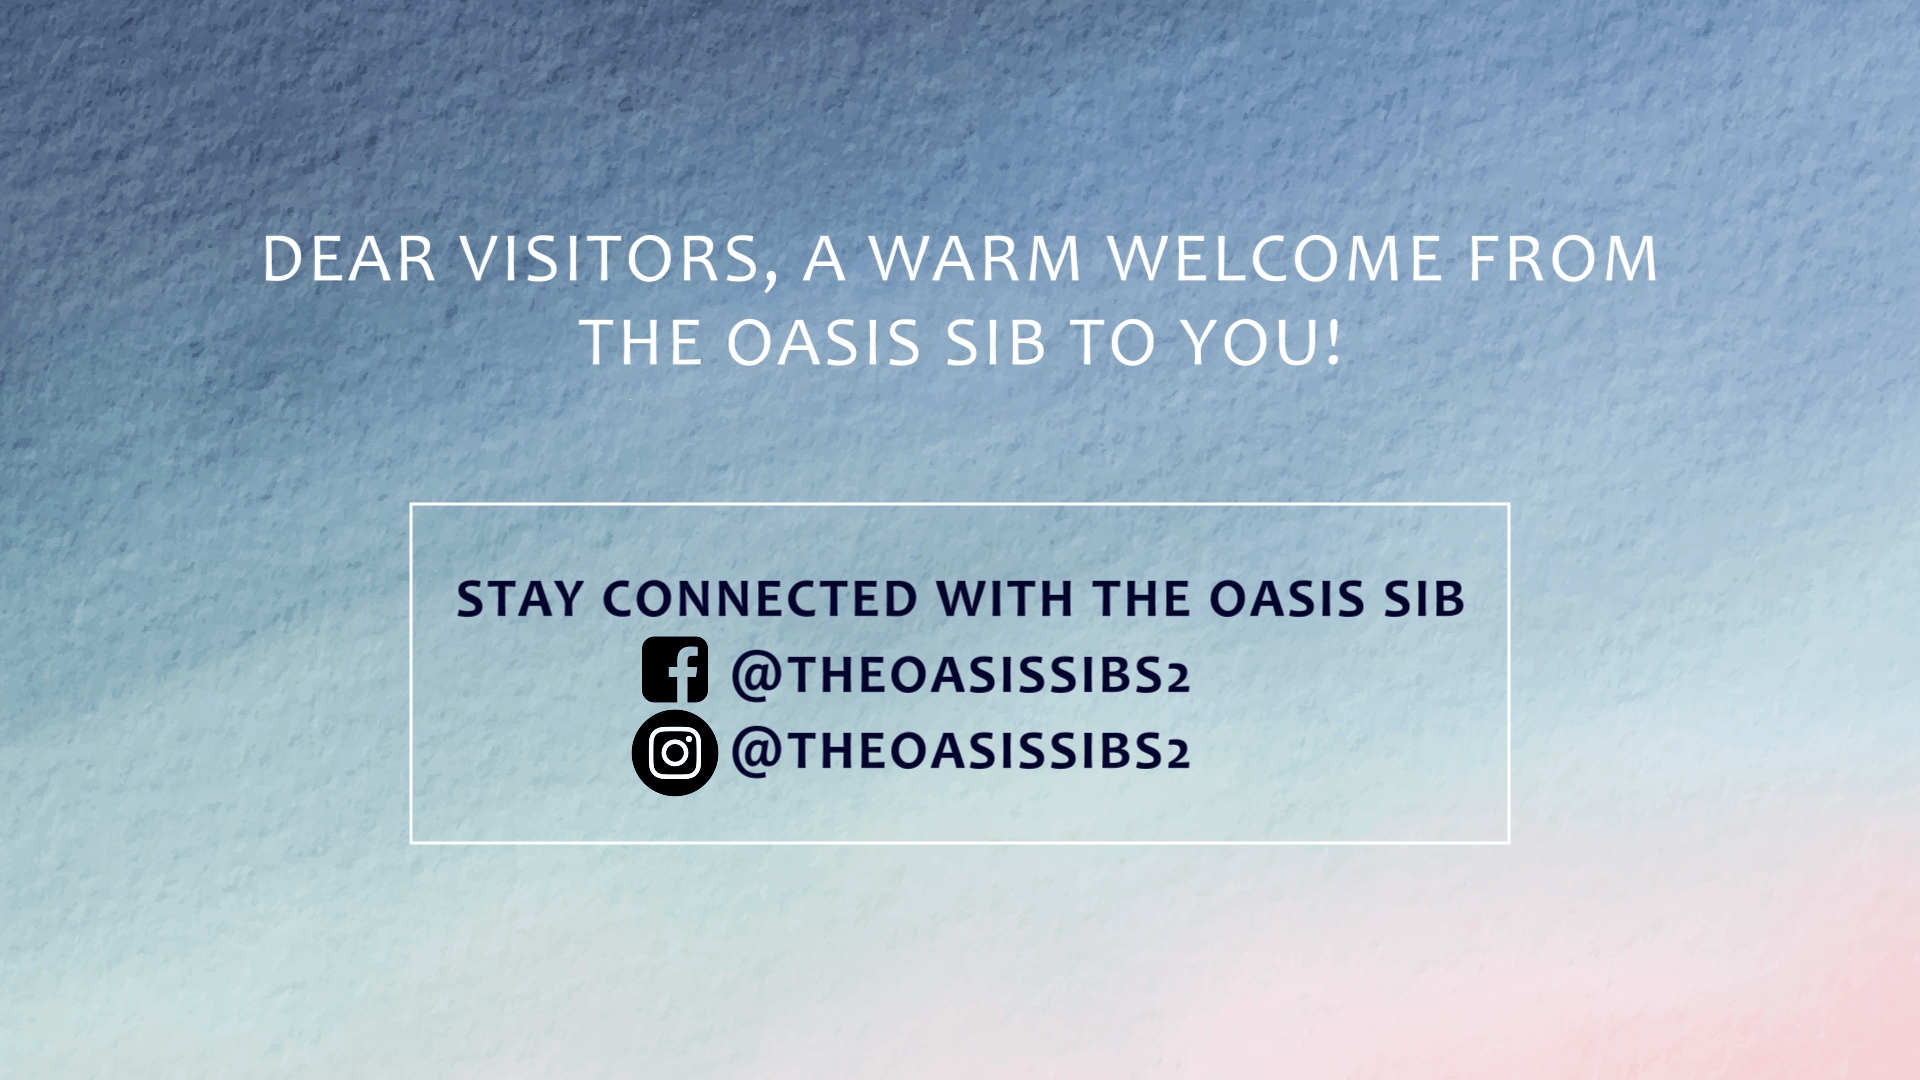 DEAR VISITORS, A WARM WELCOME FROM
THE OASIS SIB TO YOU!
STAY CONNECTED WITH THE OASIS SIB
@THEOASISSIBS2
@THEOASISSIBS2